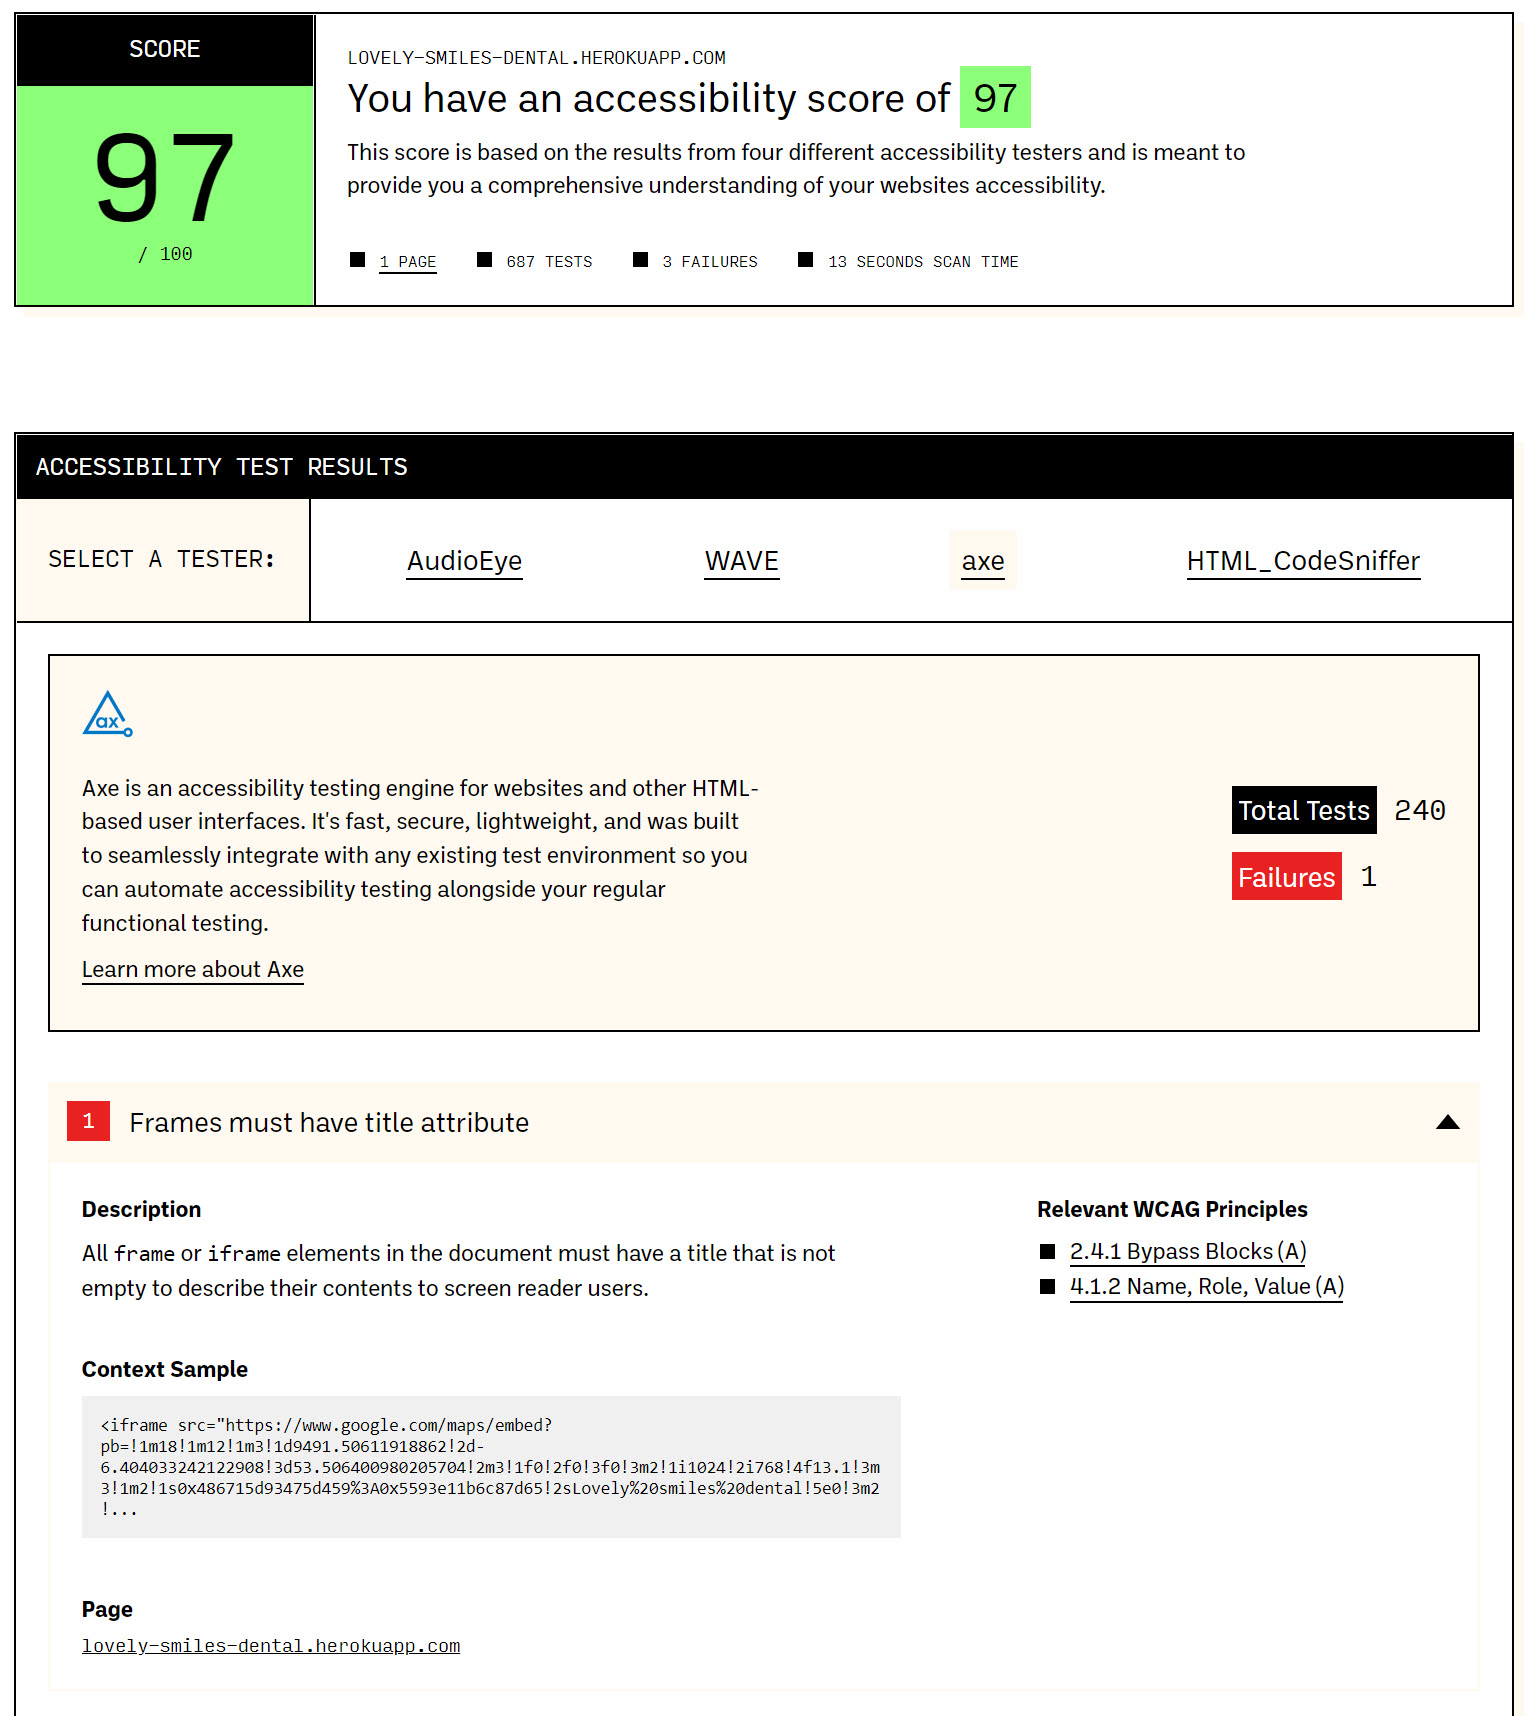 SCORE
97
/ 100
LOVELY-SMILES-DENTAL.HEROKUAPP.COM
You have an accessibility score of 97
This score is based on the results from four different accessibility testers and is meant to
provide you a comprehensive understanding of your websites accessibility.
1 PAGE 687 TESTS 3 FAILURES 13 SECONDS SCAN TIME
ACCESSIBILITY TEST RESULTS
SELECT A TESTER: AudioEye WAVE axe HTML_CodeSniffer
ax
Axe is an accessibility testing engine for websites and other HTML-
based user interfaces. It's fast, secure, lightweight, and was built
to seamlessly integrate with any existing test environment so you
can automate accessibility testing alongside your regular
functional testing.
Learn more about Axe
Total Tests 240
Failures 1
1 Frames must have title attribute
Description
All frame or iframe elements in the document must have a title that is not
empty to describe their contents to screen reader users.
Relevant WCAG Principles
2.4.1 Bypass Blocks (A)
4.1.2 Name, Role, Value (A)
Context Sample
<iframe src="https://www.google.com/maps/embed?
pb=!1m18!1m12!1m3!1d9491.50611918862!2d-
6.404033242122908!3d53.506400980205704!2m3!1f0!2f0!3f0!3m2!1i1024!2i768!4f13.1!3m
3!1m2!1s0x486715d93475d459%3A0x5593e11b6c87d65!2sLovely%20smiles%20dental!5e0!3m2
!...
Page
lovely-smiles-dental.herokuapp.com